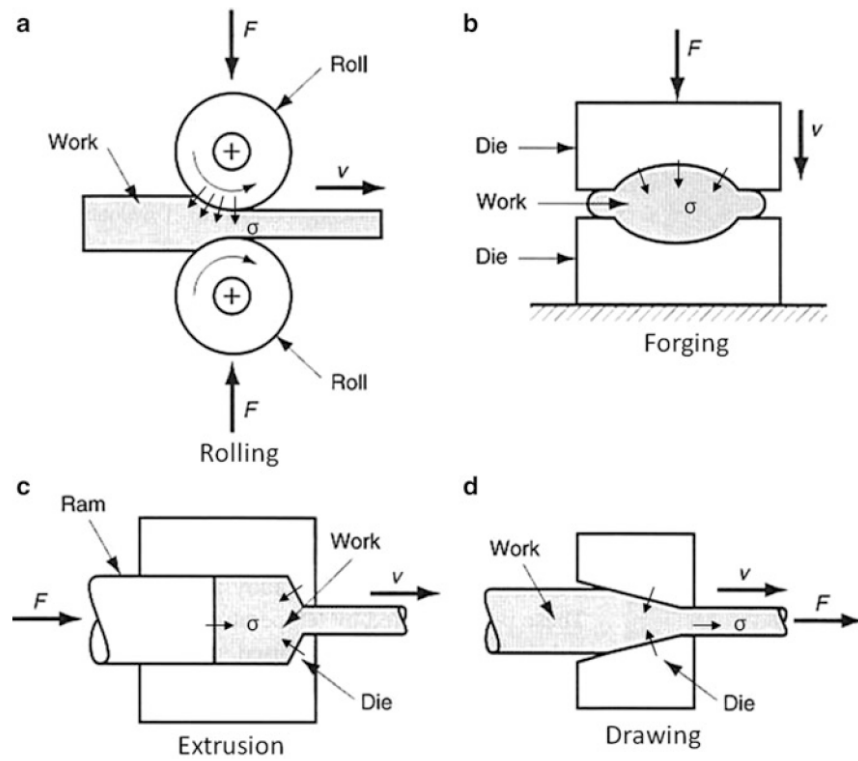 a
F
Roll
Work
v
σ
Roll
F
Rolling
b
F
v
Die
Work
σ
Die
Forging
c
Ram
Work
v
F
σ
Die
Extrusion
d
Work
v
F
σ
Die
Drawing